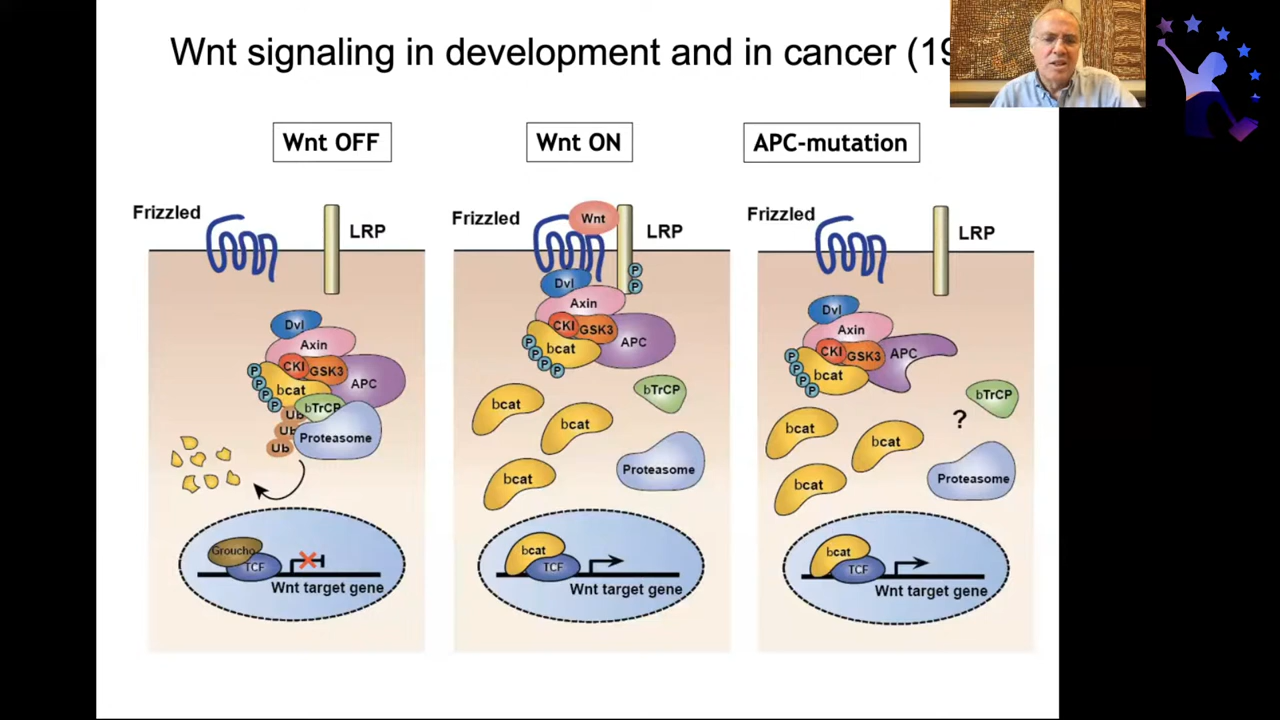 Wnt signaling in development and in cancer (19
Wnt OFF
Frizzled
LRP
Dvl
Axin
CKI
GSK3
APC
bcat
P
P
P
P
bTrCP
Ub
Ub
Ub
Proteasome
Groucho
TCF
Wnt target gene
Wnt ON
Frizzled
Wnt
LRP
P
P
Dvl
Axin
CKI
GSK3
APC
bcat
P
P
P
P
bTrCP
bcat
bcat
bcat
Proteasome
bcat
TCF
Wnt target gene
APC-mutation
Frizzled
LRP
Dvl
Axin
CKI
GSK3
APC
bcat
P
P
P
P
bTrCP
?
bcat
bcat
bcat
Proteasome
bcat
TCF
Wnt target gene